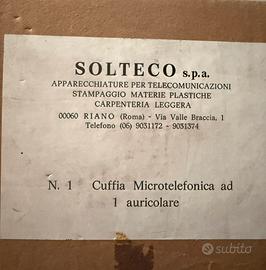 SOLTECO s.p.a.
APPARECCHIATURE PER TELECOMUNICAZIONI
STAMPAGGIO MATERIE PLASTICHE
CARPENTERIA LEGGERA
00060 RIANO (Roma) - Via Valle Braccia, 1
Telefono (06) 9031172 - 9031374
N. 1 Cuffia Microtelefonica ad
1 auricolare
subito